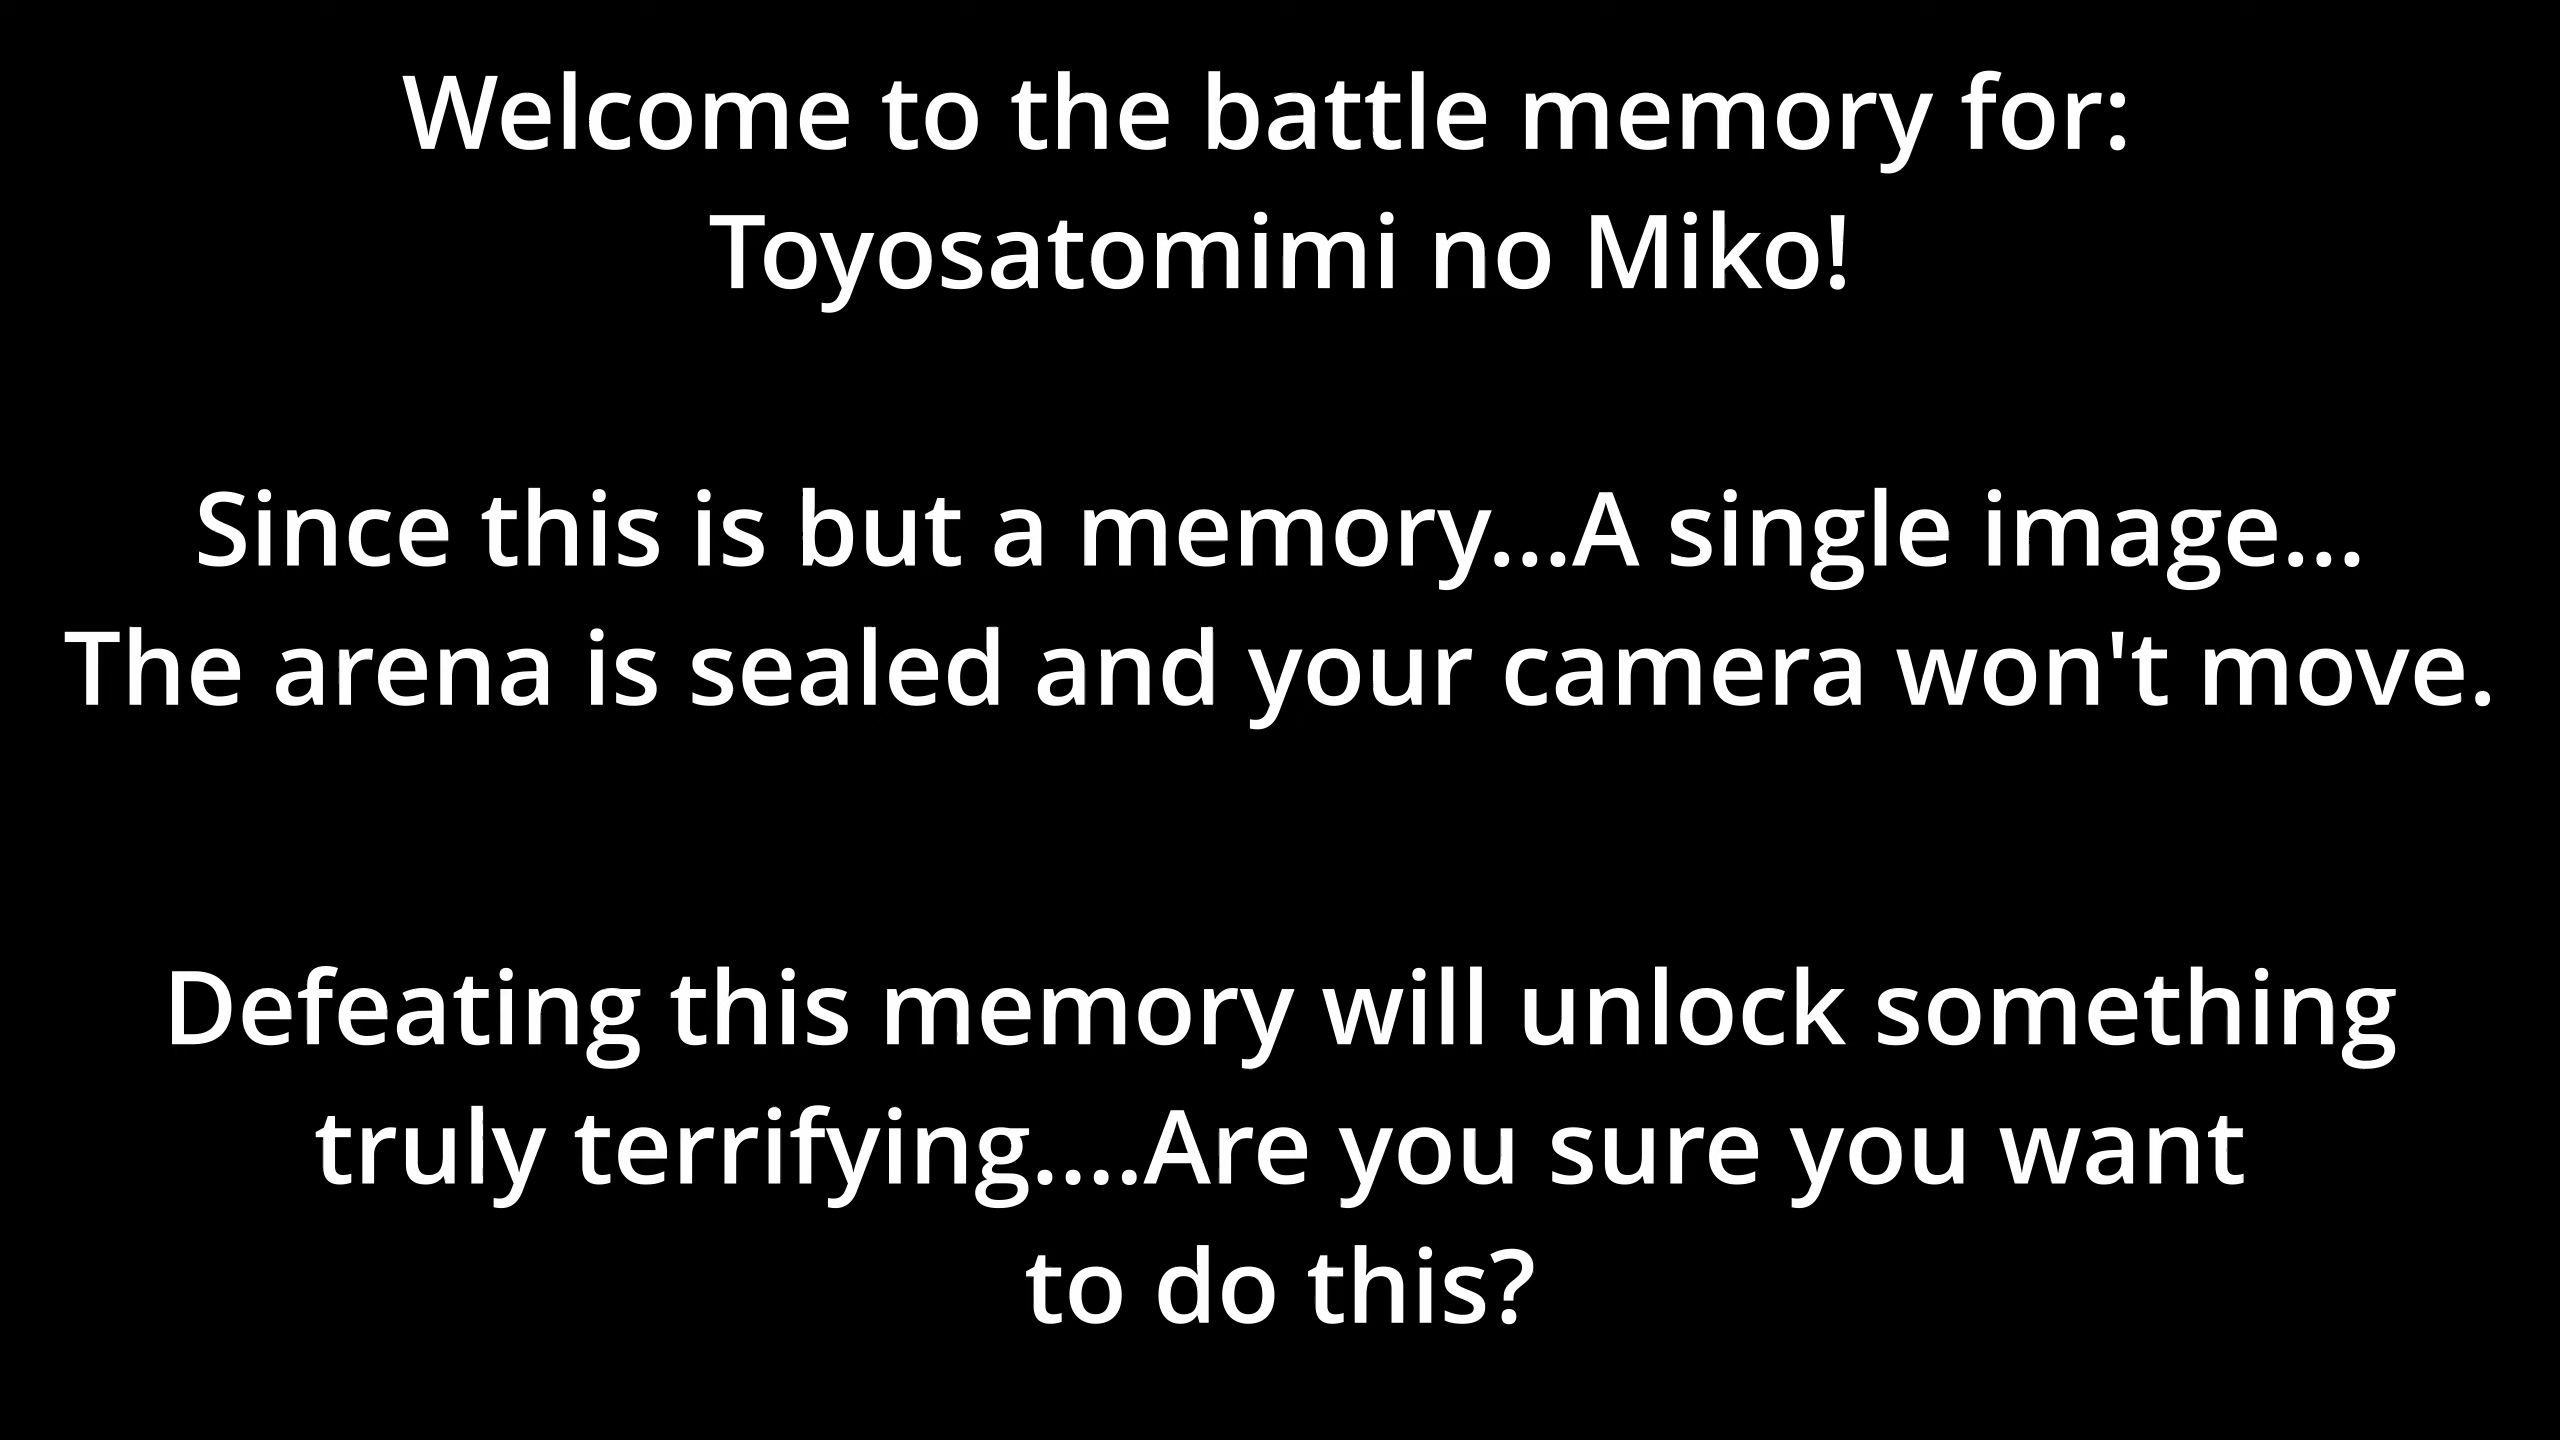 Welcome to the battle memory for:
Toyosatomimi no Miko!
Since this is but a memory...A single image...
The arena is sealed and your camera won't move.
Defeating this memory will unlock something
truly terrifying....Are you sure you want
to do this?